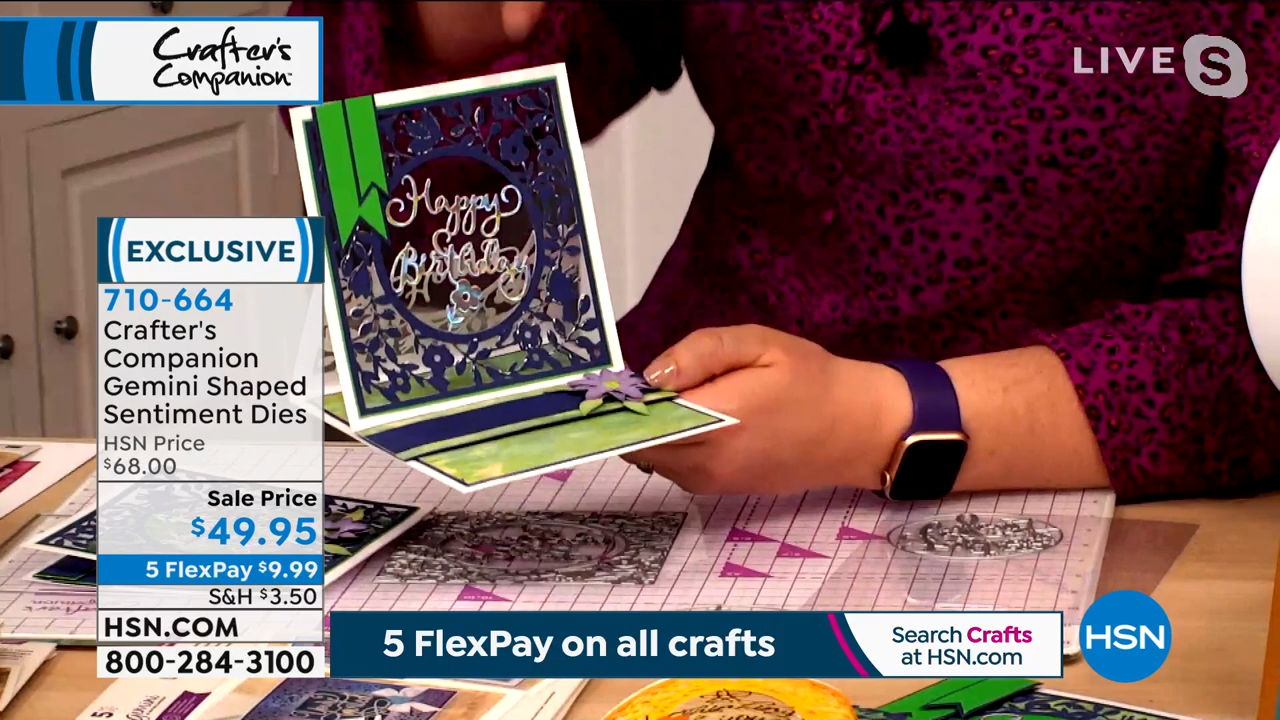 Crafter's
Companion
LIVE S
Happy
Birthday
EXCLUSIVE
710-664
Crafter's
Companion
Gemini Shaped
Sentiment Dies
HSN Price
$68.00
Sale Price
$49.95
5 FlexPay $9.99
S&H $3.50
HSN.COM
800-284-3100
5 FlexPay on all crafts
Search Crafts
at HSN.com
HSN